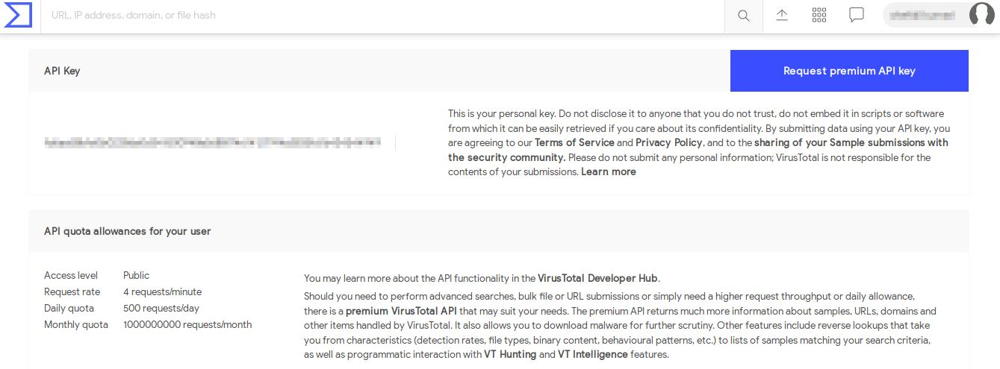 URL, IP address, domain, or file hash
API Key
Request premium API key
This is your personal key. Do not disclose it to anyone that you do not trust, do not embed it in scripts or software
from which it can be easily retrieved if you care about its confidentiality. By submitting data using your API key, you
are agreeing to our Terms of Service and Privacy Policy, and to the sharing of your Sample submissions with
the security community. Please do not submit any personal information; VirusTotal is not responsible for the
contents of your submissions. Learn more
API quota allowances for your user
Access level Public
Request rate 4 requests/minute
Daily quota 500 requests/day
Monthly quota 1000000000 requests/month
You may learn more about the API functionality in the VirusTotal Developer Hub.
Should you need to perform advanced searches, bulk file or URL submissions or simply need a higher request throughput or daily allowance,
there is a premium VirusTotal API that may suit your needs. The premium API returns much more information about samples, URLs, domains and
other items handled by VirusTotal. It also allows you to download malware for further scrutiny. Other features include reverse lookups that take
you from characteristics (detection rates, file types, binary content, behavioural patterns, etc.) to lists of samples matching your search criteria,
as well as programmatic interaction with VT Hunting and VT Intelligence features.